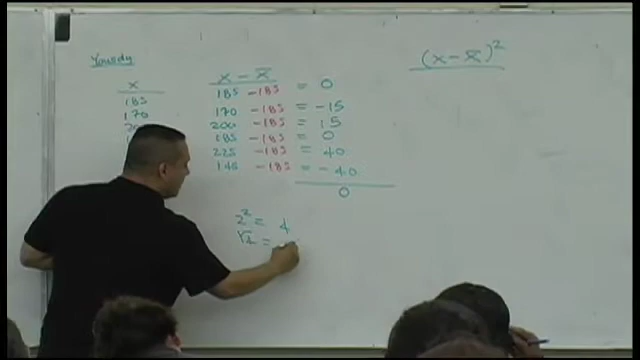 Yousdy
x
185
170
x - x̄
185 - 185 = 0
170 - 185 = -15
200 - 185 = 15
185 - 185 = 0
225 - 185 = 40
145 - 185 = -40
0
(x - x̄)²
2² = 4
√4 =